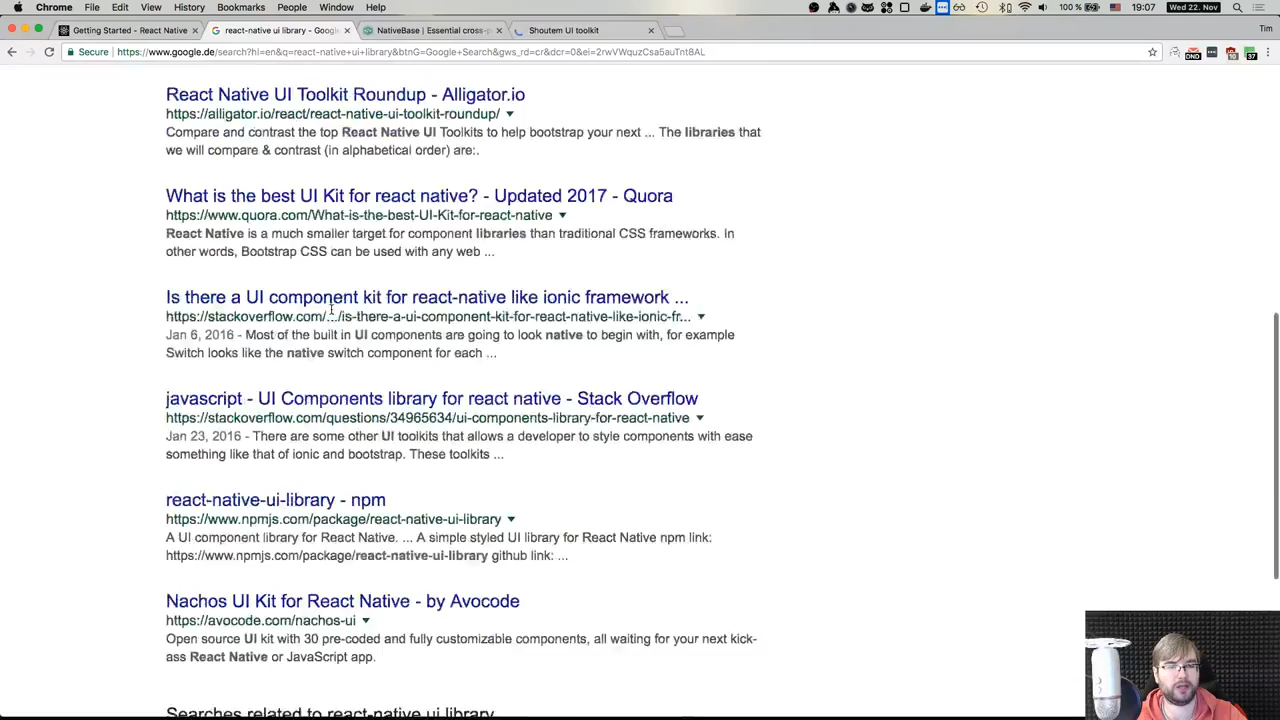 Chrome File Edit View History Bookmarks People Window Help 100 % Wed 22. Nov 19:07
Getting Started - React Native × react-native ui library - Goog × NativeBase | Essential cross-p × Shoutem UI toolkit × Tim
Secure https://www.google.de/search?hl=en&q=react-native+ui+library&btnG=Google+Search&gws_rd=cr&dcr=0&ei=2rwVWquzCsa5auTnt8AL
React Native UI Toolkit Roundup - Alligator.io
https://alligator.io/react/react-native-ui-toolkit-roundup/
Compare and contrast the top React Native UI Toolkits to help bootstrap your next ... The libraries that
we will compare & contrast (in alphabetical order) are:.
What is the best UI Kit for react native? - Updated 2017 - Quora
https://www.quora.com/What-is-the-best-UI-Kit-for-react-native
React Native is a much smaller target for component libraries than traditional CSS frameworks. In
other words, Bootstrap CSS can be used with any web ...
Is there a UI component kit for react-native like ionic framework ...
https://stackoverflow.com/.../is-there-a-ui-component-kit-for-react-native-like-ionic-fr...
Jan 6, 2016 - Most of the built in UI components are going to look native to begin with, for example
Switch looks like the native switch component for each ...
javascript - UI Components library for react native - Stack Overflow
https://stackoverflow.com/questions/34965634/ui-components-library-for-react-native
Jan 23, 2016 - There are some other UI toolkits that allows a developer to style components with ease
something like that of ionic and bootstrap. These toolkits ...
react-native-ui-library - npm
https://www.npmjs.com/package/react-native-ui-library
A UI component library for React Native. ... A simple styled UI library for React Native npm link:
https://www.npmjs.com/package/react-native-ui-library github link: ...
Nachos UI Kit for React Native - by Avocode
https://avocode.com/nachos-ui
Open source UI kit with 30 pre-coded and fully customizable components, all waiting for your next kick-
ass React Native or JavaScript app.
Searches related to react-native ui library